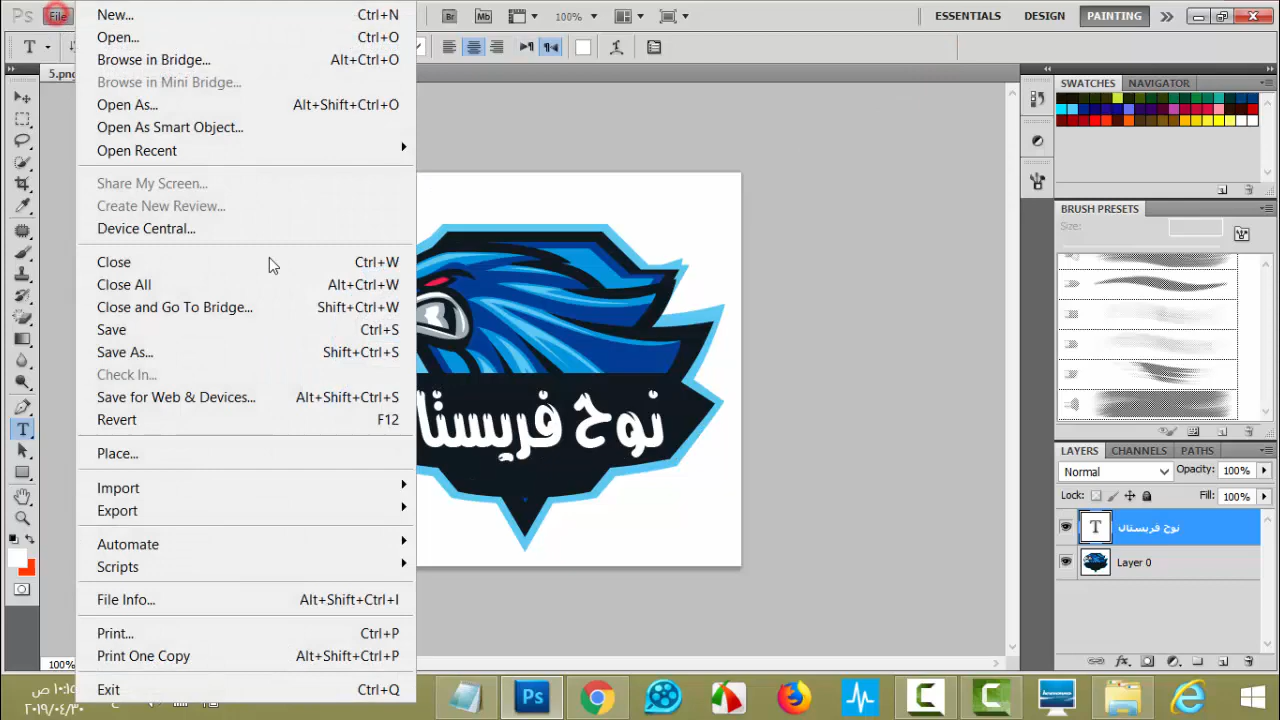 Ps File 100% ESSENTIALS DESIGN PAINTING
5.png
New... Ctrl+N
Open... Ctrl+O
Browse in Bridge... Alt+Ctrl+O
Browse in Mini Bridge...
Open As... Alt+Shift+Ctrl+O
Open As Smart Object...
Open Recent
Share My Screen...
Create New Review...
Device Central...
Close Ctrl+W
Close All Alt+Ctrl+W
Close and Go To Bridge... Shift+Ctrl+W
Save Ctrl+S
Save As... Shift+Ctrl+S
Check In...
Save for Web & Devices... Alt+Shift+Ctrl+S
Revert F12
Place...
Import
Export
Automate
Scripts
File Info... Alt+Shift+Ctrl+I
Print... Ctrl+P
Print One Copy Alt+Shift+Ctrl+P
Exit Ctrl+Q
SWATCHES NAVIGATOR
BRUSH PRESETS
Size:
LAYERS CHANNELS PATHS
Normal Opacity: 100%
Lock: Fill: 100%
T نوح فريستان
Layer 0
100%